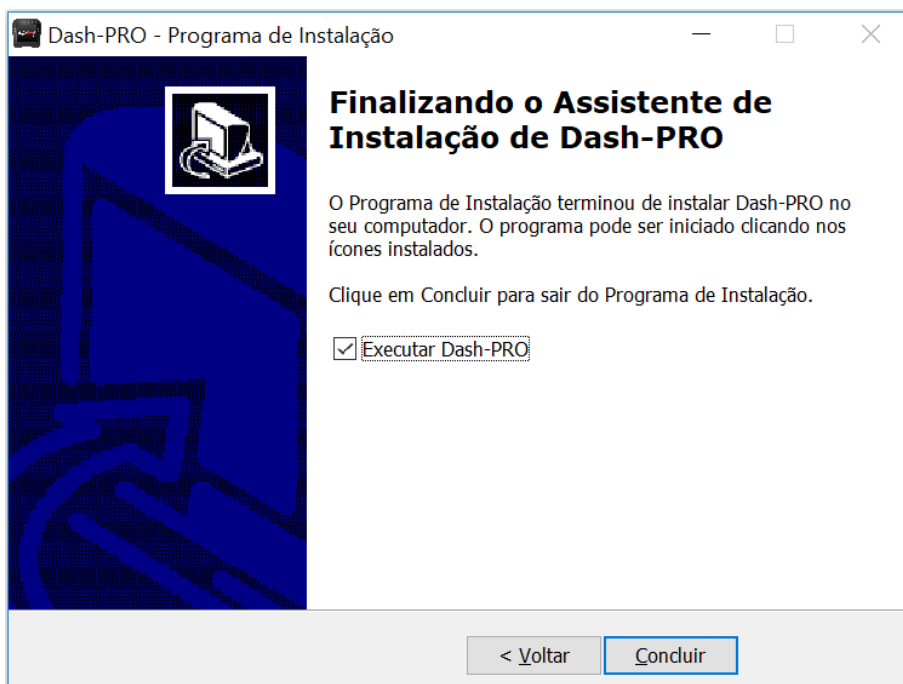 Dash-PRO - Programa de Instalação
Finalizando o Assistente de
Instalação de Dash-PRO
O Programa de Instalação terminou de instalar Dash-PRO no
seu computador. O programa pode ser iniciado clicando nos
ícones instalados.
Clique em Concluir para sair do Programa de Instalação.
Executar Dash-PRO
< Voltar
Concluir